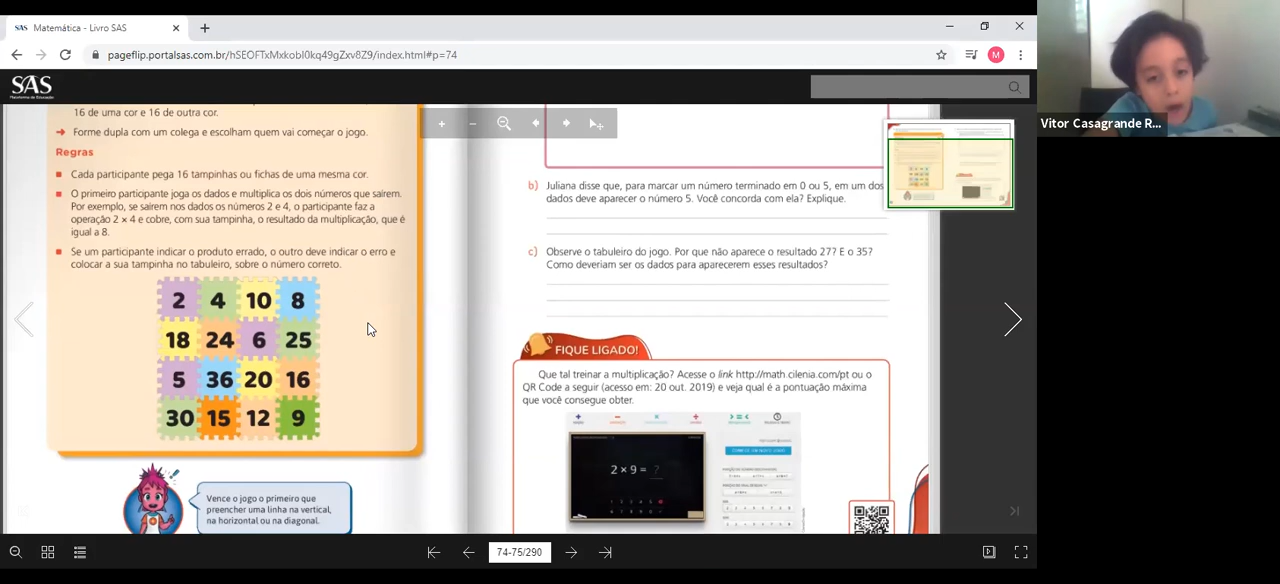 SAS Matemática - Livro SAS
pageflip.portalsas.com.br/hSEOFTxMxkobI0kq49gZxv8Z9/index.html#p=74
M
SAS
Vitor Casagrande R...
16 de uma cor e 16 de outra cor.
Forme dupla com um colega e escolham quem vai começar o jogo.
Regras
Cada participante pega 16 tampinhas ou fichas de uma mesma cor.
O primeiro participante joga os dados e multiplica os dois números que saírem.
Por exemplo, se saírem nos dados os números 2 e 4, o participante faz a
operação 2 × 4 e cobre, com sua tampinha, o resultado da multiplicação, que é
igual a 8.
Se um participante indicar o produto errado, o outro deve indicar o erro e
colocar a sua tampinha no tabuleiro, sobre o número correto.
2 4 10 8
18 24 6 25
5 36 20 16
30 15 12 9
Vence o jogo o primeiro que
preencher uma linha na vertical,
na horizontal ou na diagonal.
b) Juliana disse que, para marcar um número terminado em 0 ou 5, em um dos
dados deve aparecer o número 5. Você concorda com ela? Explique.
c) Observe o tabuleiro do jogo. Por que não aparece o resultado 27? E o 35?
Como deveriam ser os dados para aparecerem esses resultados?
FIQUE LIGADO!
Que tal treinar a multiplicação? Acesse o link http://math.cilenia.com/pt ou o
QR Code a seguir (acesso em: 20 out. 2019) e veja qual é a pontuação máxima
que você consegue obter.
2 × 9 = ?
74-75/290